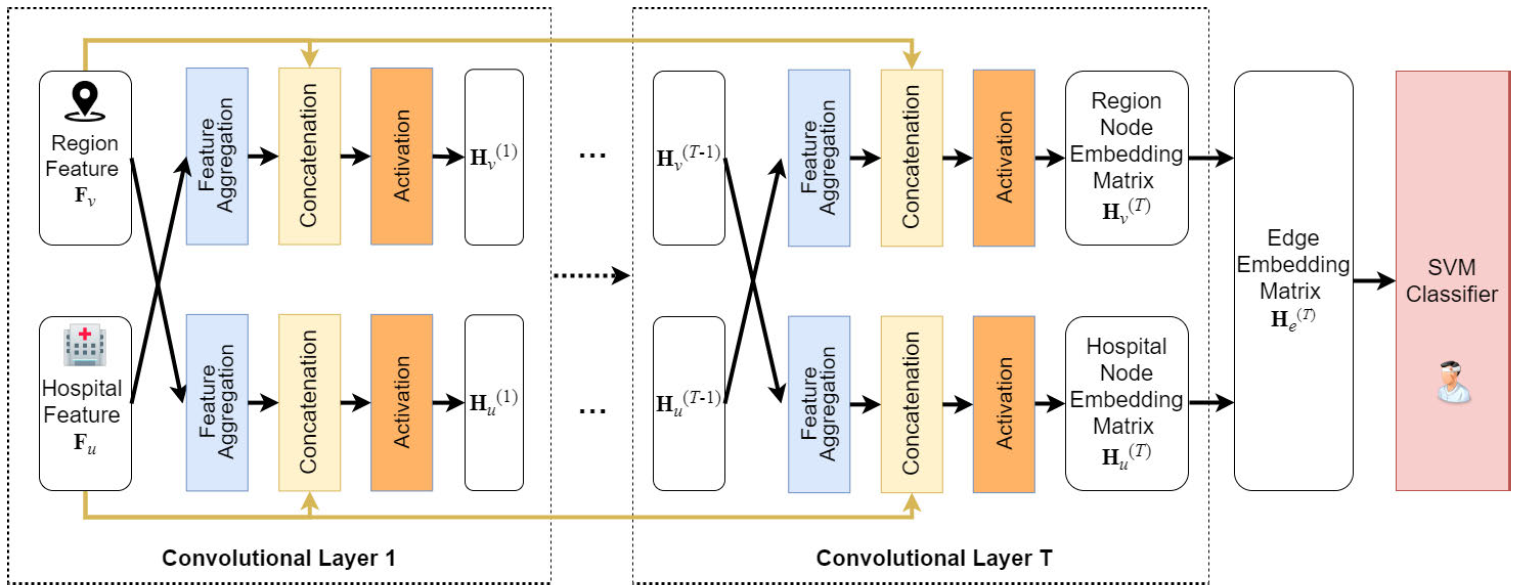 Region
Feature
F_v
Feature
Aggregation
Concatenation
Activation
H_v^(1)
...
H_v^(T-1)
Feature
Aggregation
Concatenation
Activation
Region
Node
Embedding
Matrix
H_v^(T)
Hospital
Feature
F_u
Feature
Aggregation
Concatenation
Activation
H_u^(1)
...
H_u^(T-1)
Feature
Aggregation
Concatenation
Activation
Hospital
Node
Embedding
Matrix
H_u^(T)
Edge
Embedding
Matrix
H_e^(T)
SVM
Classifier
Convolutional Layer 1
Convolutional Layer T